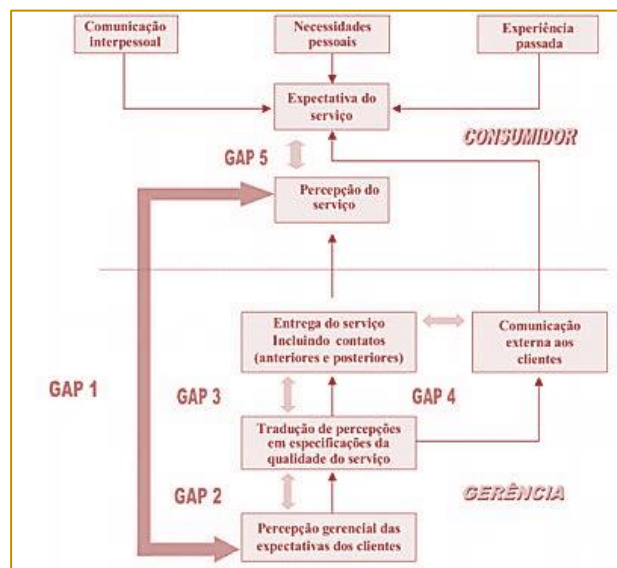 Comunicação
interpessoal
Necessidades
pessoais
Experiência
passada
Expectativa do
serviço
CONSUMIDOR
GAP 5
Percepção do
serviço
Entrega do serviço
Incluindo contatos
(anteriores e posteriores)
Comunicação
externa aos
clientes
GAP 1
GAP 3
GAP 4
Tradução de percepções
em especificações da
qualidade do serviço
GAP 2
GERÊNCIA
Percepção gerencial das
expectativas dos clientes